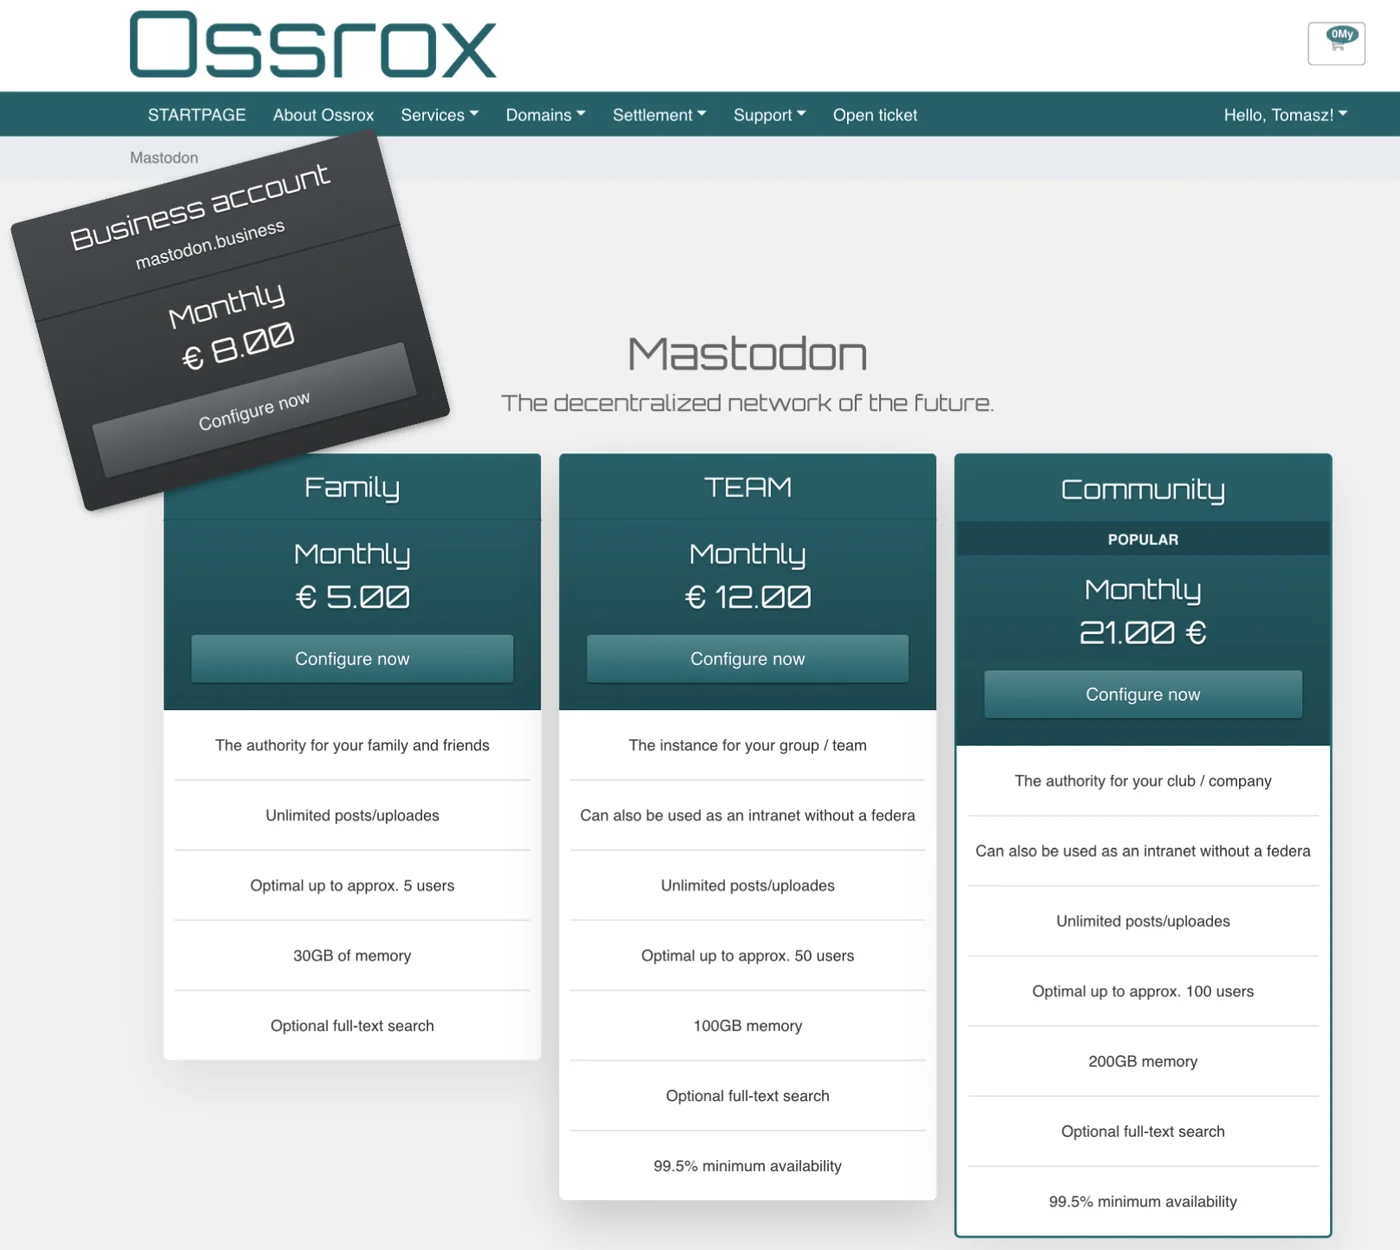 Ossrox
0My
STARTPAGE About Ossrox Services Domains Settlement Support Open ticket Hello, Tomasz!
Mastodon
Business account
mastodon.business
Monthly
€ 8.00
Configure now
Mastodon
The decentralized network of the future.
Family
Monthly
€ 5.00
Configure now
The authority for your family and friends
Unlimited posts/uploades
Optimal up to approx. 5 users
30GB of memory
Optional full-text search
TEAM
Monthly
€ 12.00
Configure now
The instance for your group / team
Can also be used as an intranet without a federa
Unlimited posts/uploades
Optimal up to approx. 50 users
100GB memory
Optional full-text search
99.5% minimum availability
Community
POPULAR
Monthly
21.00 €
Configure now
The authority for your club / company
Can also be used as an intranet without a federa
Unlimited posts/uploades
Optimal up to approx. 100 users
200GB memory
Optional full-text search
99.5% minimum availability